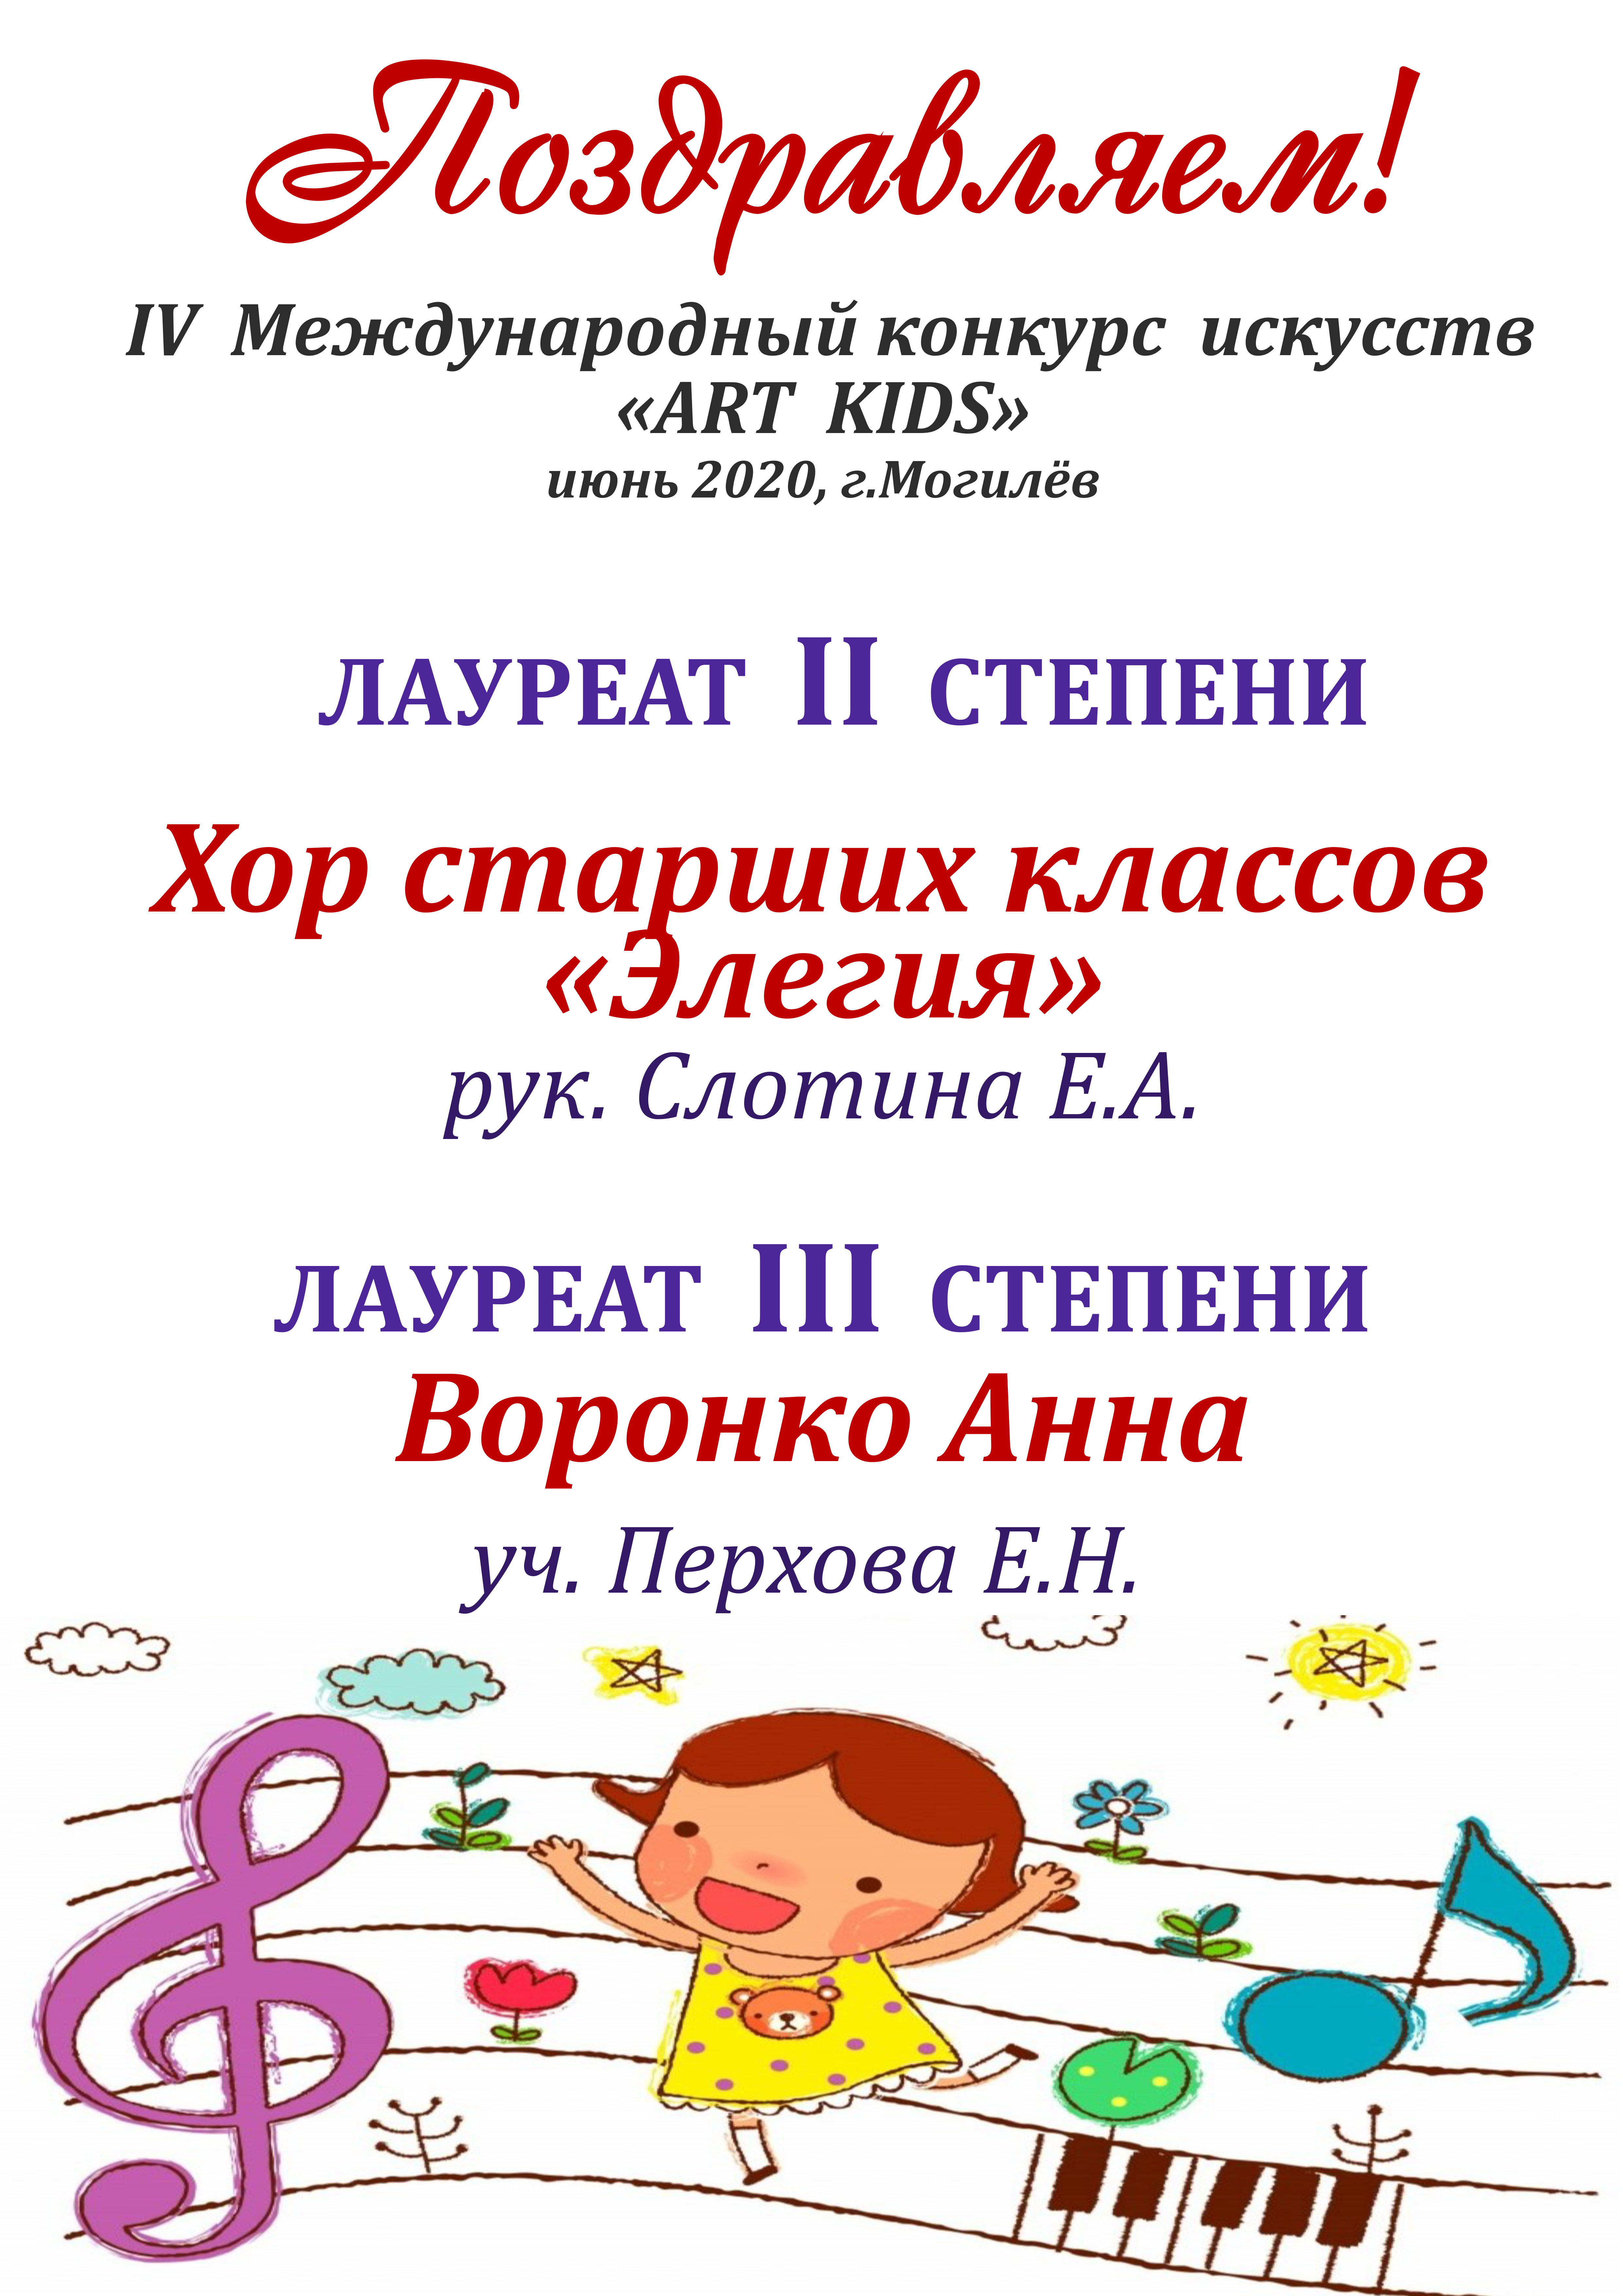 Поздравляем!
IV Международный конкурс искусств
«ART KIDS»
июнь 2020, г.Могилёв
ЛАУРЕАТ II СТЕПЕНИ
Хор старших классов
«Элегия»
рук. Слотина Е.А.
ЛАУРЕАТ III СТЕПЕНИ
Воронко Анна
уч. Перхова Е.Н.